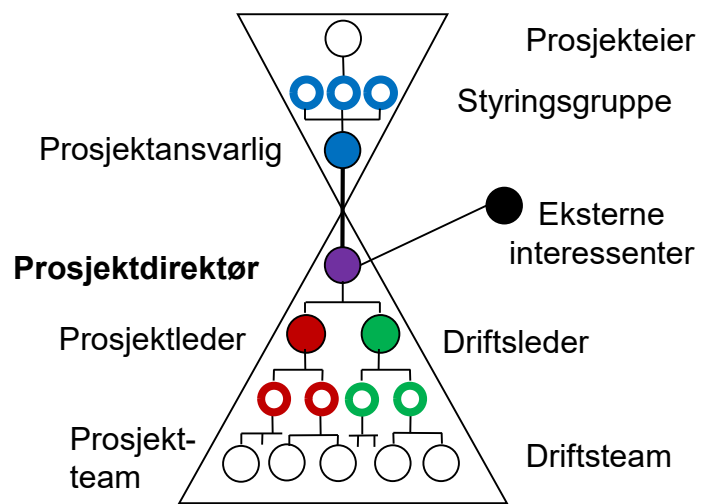 Prosjekteier
Styringsgruppe
Prosjektansvarlig
Eksterne
interessenter
Prosjektdirektør
Prosjektleder
Driftsleder
Prosjekt-
team
Driftsteam